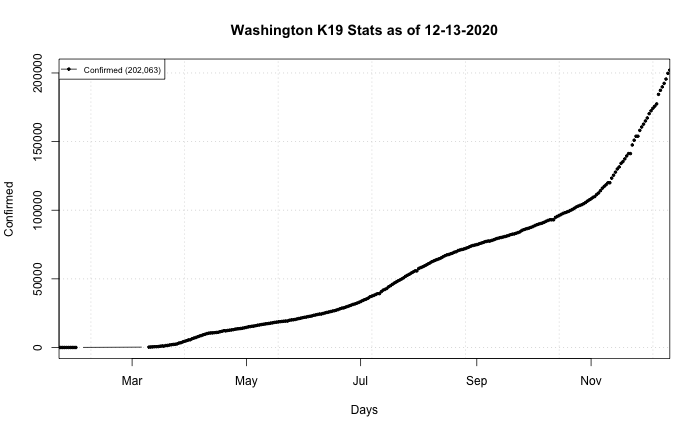 Washington K19 Stats as of 12-13-2020
Confirmed (202,063)
200000
150000
100000
50000
0
Confirmed
Mar May Jul Sep Nov
Days